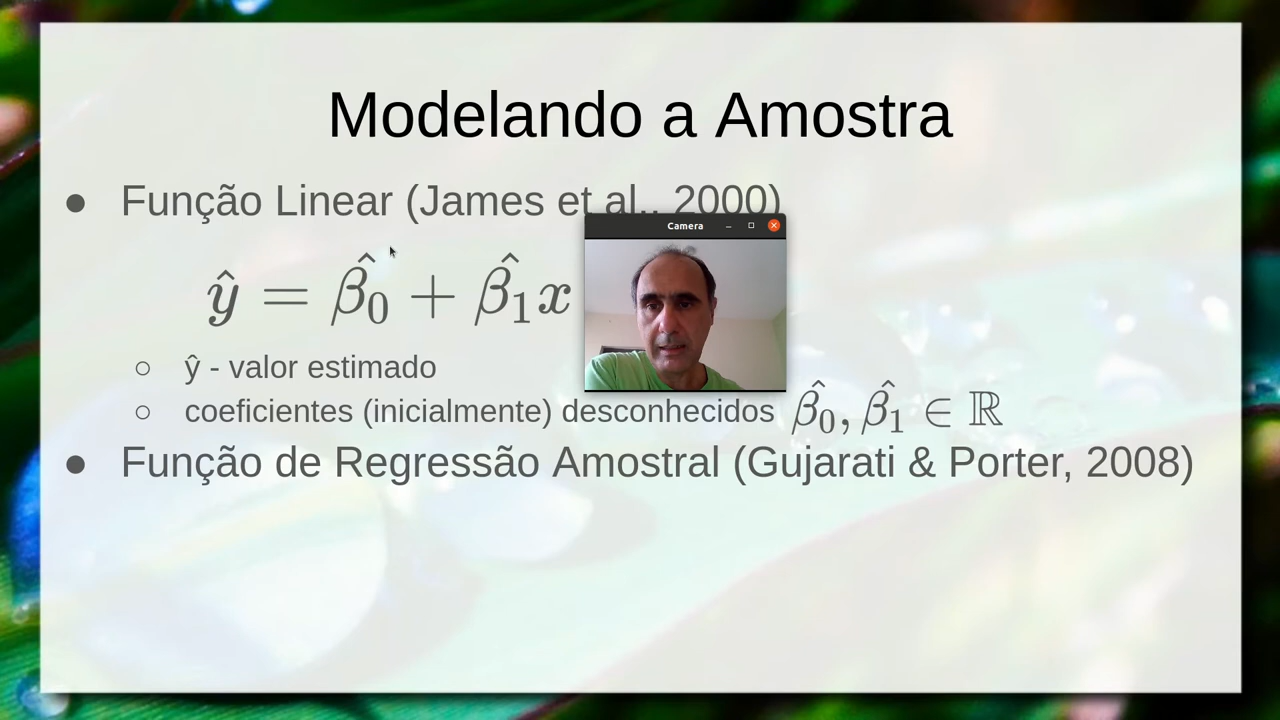 Modelando a Amostra
● Função Linear (James et al., 2000)
Camera
ŷ = β̂₀ + β̂₁x
○ ŷ - valor estimado
○ coeficientes (inicialmente) desconhecidos β̂₀, β̂₁ ∈ ℝ
● Função de Regressão Amostral (Gujarati & Porter, 2008)